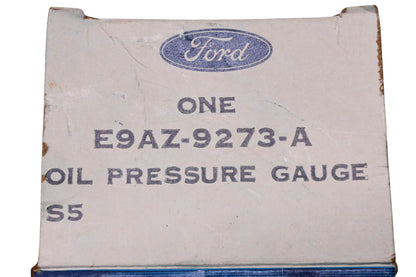 Ford
ONE
E9AZ-9273-A
OIL PRESSURE GAUGE
S5